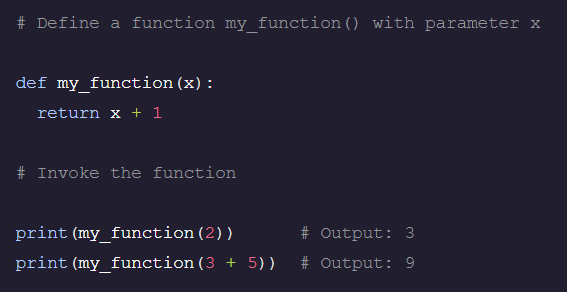 # Define a function my_function() with parameter x
def my_function(x):
  return x + 1
# Invoke the function
print(my_function(2))      # Output: 3
print(my_function(3 + 5))  # Output: 9